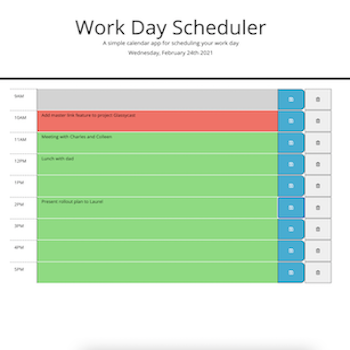 Work Day Scheduler
A simple calendar app for scheduling your work day
Wednesday, February 24th 2021
9AM
10AM Add master link feature to project Glassycast
11AM Meeting with Charles and Colleen
12PM Lunch with dad
1PM
2PM Present rollout plan to Laurel
3PM
4PM
5PM